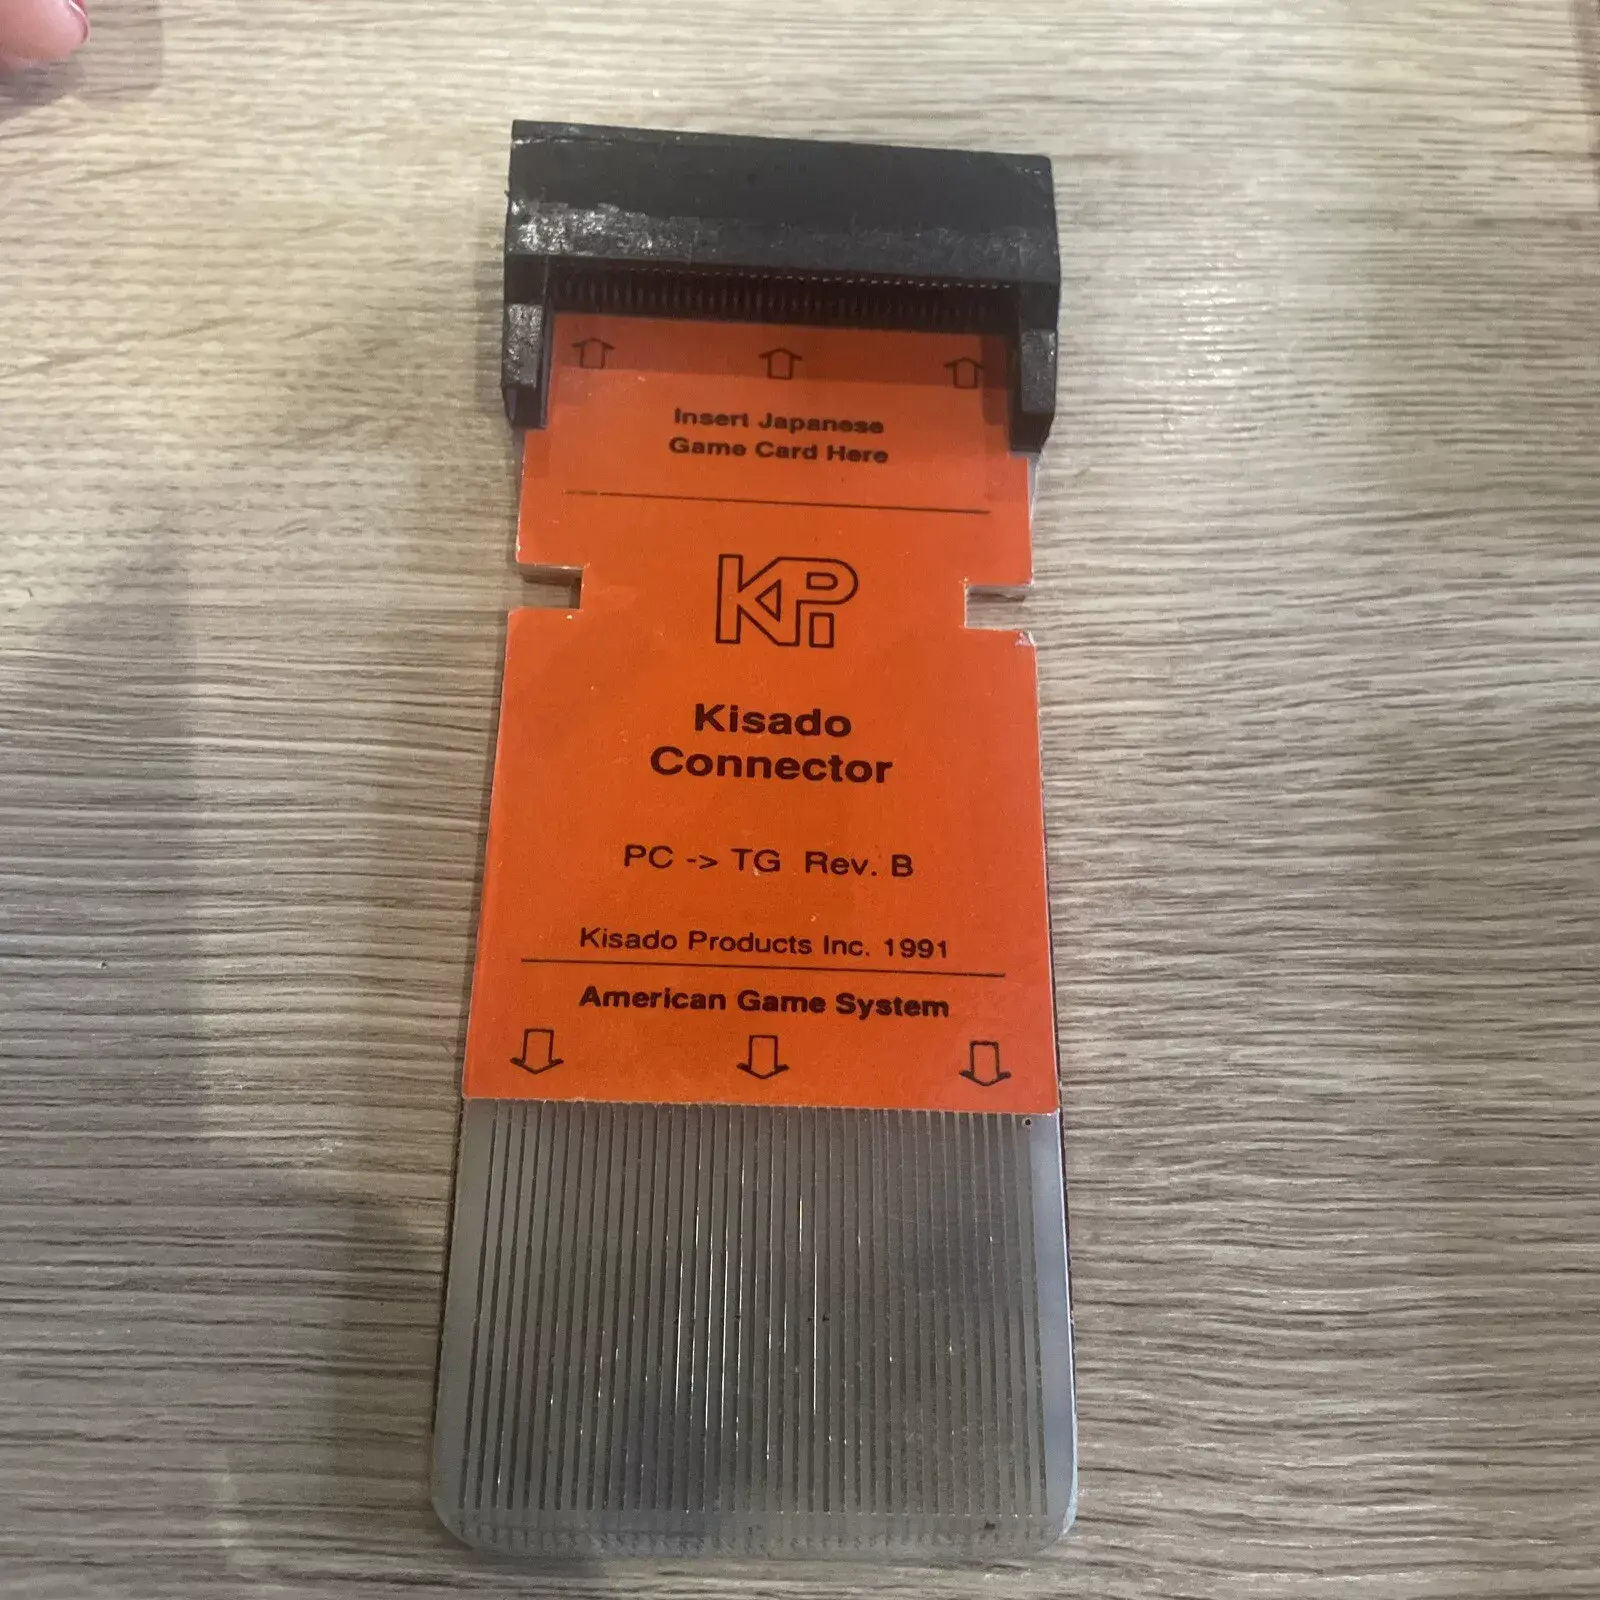 Insert Japanese
Game Card Here
KPI
Kisado
Connector
PC -> TG Rev. B
Kisado Products Inc. 1991
American Game System